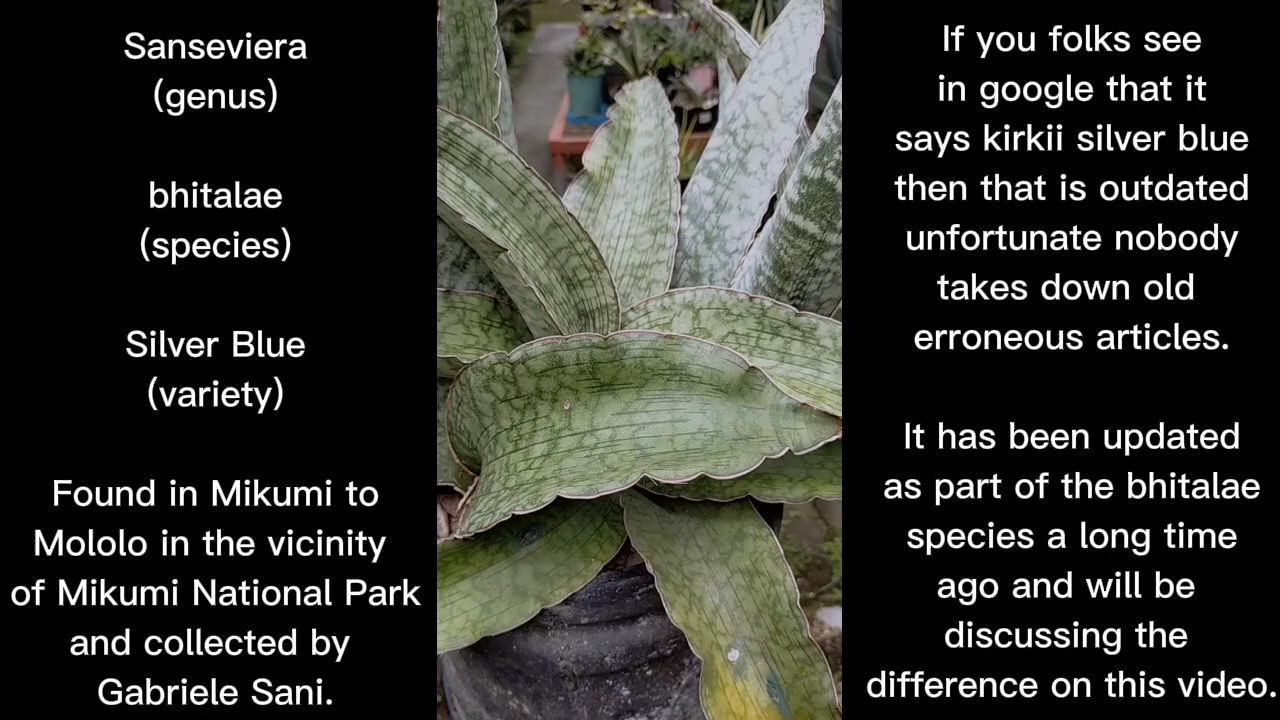 Sanseviera
(genus)
bhitalae
(species)
Silver Blue
(variety)
Found in Mikumi to
Mololo in the vicinity
of Mikumi National Park
and collected by
Gabriele Sani.
If you folks see
in google that it
says kirkii silver blue
then that is outdated
unfortunate nobody
takes down old
erroneous articles.
It has been updated
as part of the bhitalae
species a long time
ago and will be
discussing the
difference on this video.